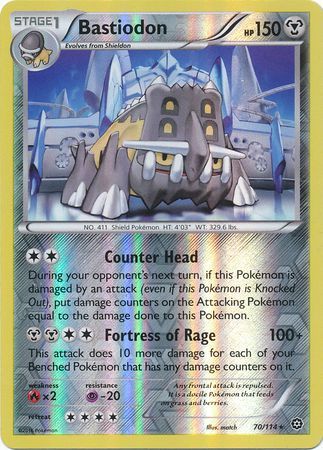 STAGE1
Bastiodon
HP150
Evolves from Shieldon
NO. 411 Shield Pokémon HT: 4'03" WT: 329.6 lbs.
Counter Head
During your opponent's next turn, if this Pokémon is
damaged by an attack (even if this Pokémon is Knocked
Out), put damage counters on the Attacking Pokémon
equal to the damage done to this Pokémon.
Fortress of Rage 100+
This attack does 10 more damage for each of your
Benched Pokémon that has any damage counters on it.
weakness resistance
×2 -20
retreat
Any frontal attack is repulsed.
It is a docile Pokémon that feeds
on grass and berries.
©2016 Pokémon
Illus. match
70/114★